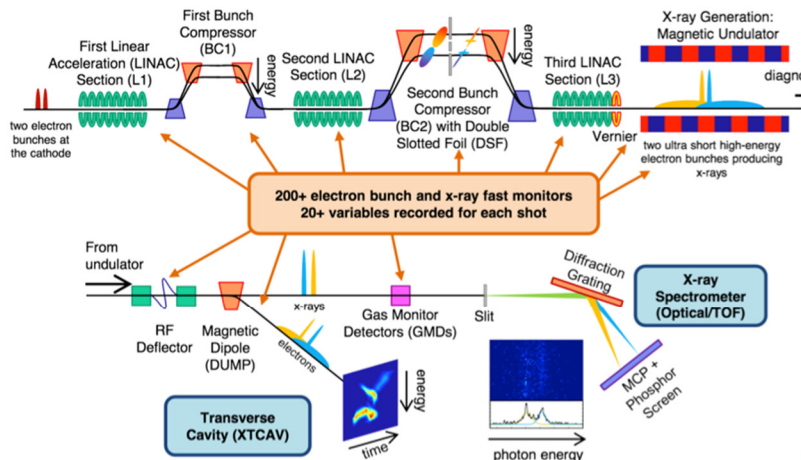 First Linear
Acceleration (LINAC)
Section (L1)
First Bunch
Compressor
(BC1)
energy
Second LINAC
Section (L2)
energy
Second Bunch
Compressor
(BC2) with Double
Slotted Foil (DSF)
Third LINAC
Section (L3)
Vernier
X-ray Generation:
Magnetic Undulator
diagno
two electron
bunches at
the cathode
two ultra short high-energy
electron bunches producing
x-rays
200+ electron bunch and x-ray fast monitors
20+ variables recorded for each shot
From
undulator
RF
Deflector
Magnetic
Dipole
(DUMP)
x-rays
electrons
Gas Monitor
Detectors (GMDs)
Slit
Diffraction
Grating
X-ray
Spectrometer
(Optical/TOF)
MCP +
Phosphor
Screen
Transverse
Cavity (XTCAV)
energy
time
photon energy